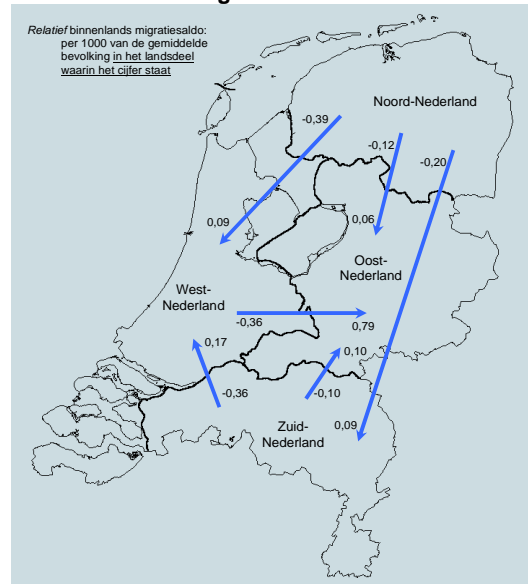 Relatief binnenlands migratiesaldo:
per 1000 van de gemiddelde
bevolking in het landsdeel
waarin het cijfer staat
Noord-Nederland
-0,39
-0,12
-0,20
0,09
0,06
Oost-
Nederland
West-
Nederland
-0,36
0,79
0,17
0,10
-0,36
-0,10
Zuid-
Nederland
0,09